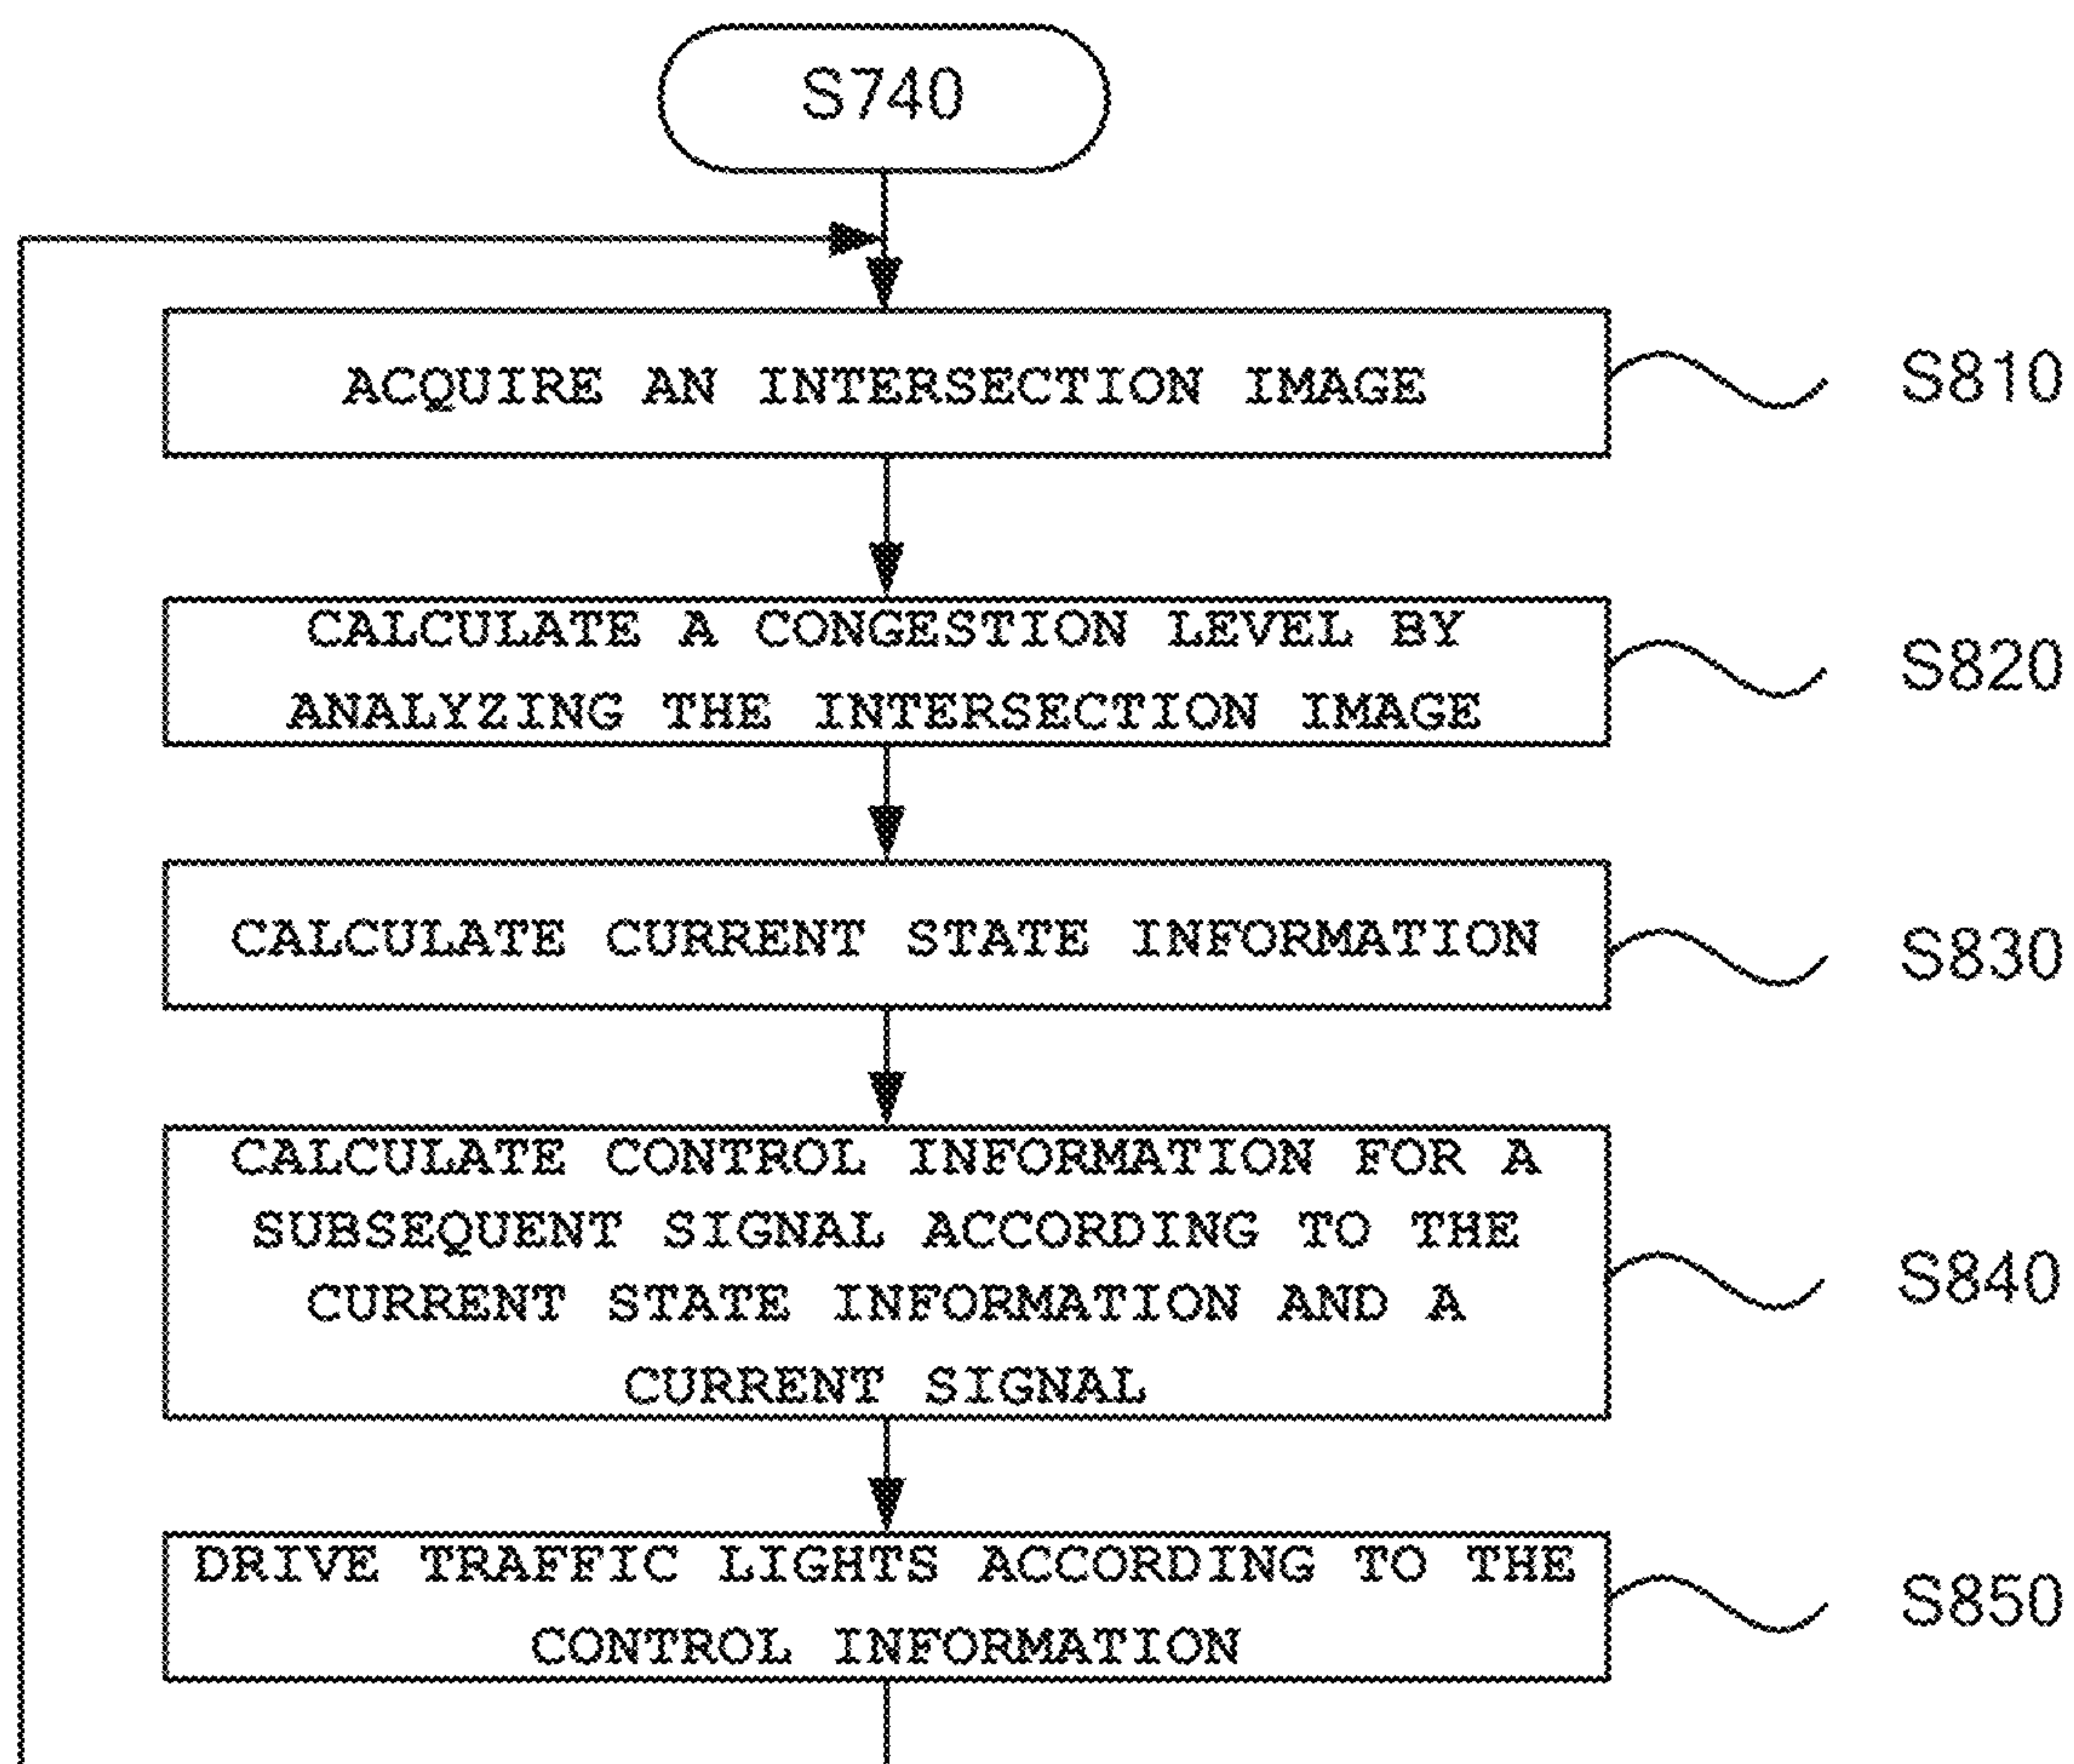 S740
ACQUIRE AN INTERSECTION IMAGE
S810
CALCULATE A CONGESTION LEVEL BY
ANALYZING THE INTERSECTION IMAGE
S820
CALCULATE CURRENT STATE INFORMATION
S830
CALCULATE CONTROL INFORMATION FOR A
SUBSEQUENT SIGNAL ACCORDING TO THE
CURRENT STATE INFORMATION AND A
CURRENT SIGNAL
S840
DRIVE TRAFFIC LIGHTS ACCORDING TO THE
CONTROL INFORMATION
S850